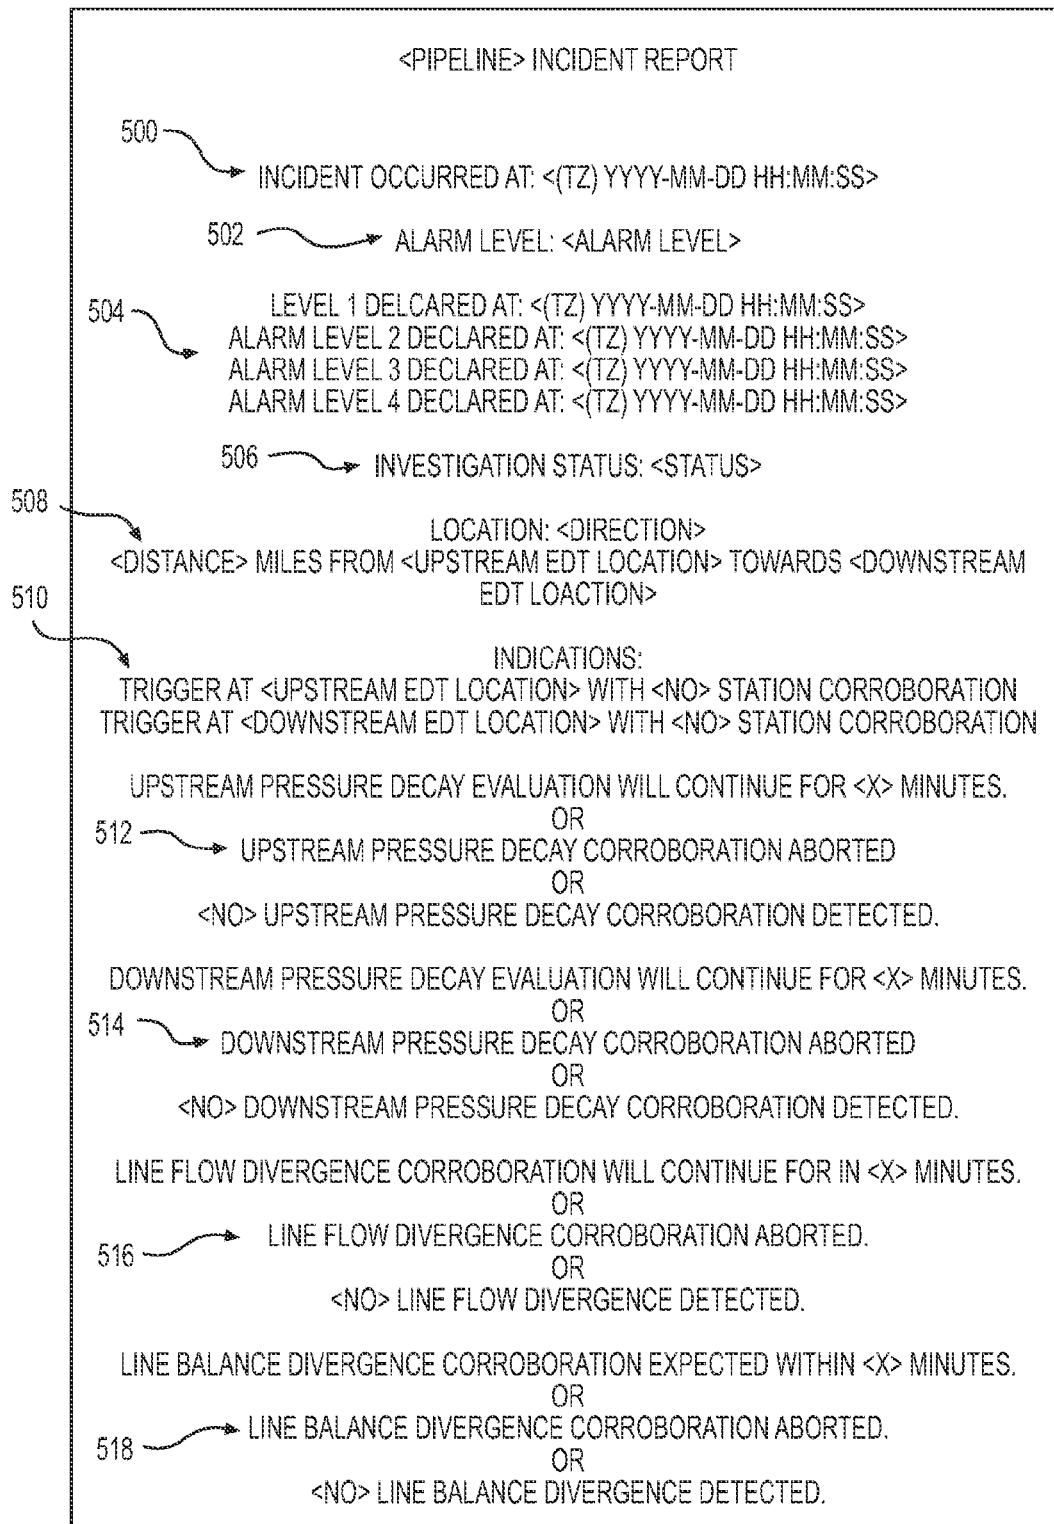 <PIPELINE> INCIDENT REPORT
500
INCIDENT OCCURRED AT: <(TZ) YYYY-MM-DD HH:MM:SS>
502
ALARM LEVEL: <ALARM LEVEL>
504
LEVEL 1 DELCARED AT: <(TZ) YYYY-MM-DD HH:MM:SS>
ALARM LEVEL 2 DECLARED AT: <(TZ) YYYY-MM-DD HH:MM:SS>
ALARM LEVEL 3 DECLARED AT: <(TZ) YYYY-MM-DD HH:MM:SS>
ALARM LEVEL 4 DECLARED AT: <(TZ) YYYY-MM-DD HH:MM:SS>
506
INVESTIGATION STATUS: <STATUS>
508
LOCATION: <DIRECTION>
<DISTANCE> MILES FROM <UPSTREAM EDT LOCATION> TOWARDS <DOWNSTREAM
EDT LOACTION>
510
INDICATIONS:
TRIGGER AT <UPSTREAM EDT LOCATION> WITH <NO> STATION CORROBORATION
TRIGGER AT <DOWNSTREAM EDT LOCATION> WITH <NO> STATION CORROBORATION
UPSTREAM PRESSURE DECAY EVALUATION WILL CONTINUE FOR <X> MINUTES.
OR
512
UPSTREAM PRESSURE DECAY CORROBORATION ABORTED
OR
<NO> UPSTREAM PRESSURE DECAY CORROBORATION DETECTED.
DOWNSTREAM PRESSURE DECAY EVALUATION WILL CONTINUE FOR <X> MINUTES.
OR
514
DOWNSTREAM PRESSURE DECAY CORROBORATION ABORTED
OR
<NO> DOWNSTREAM PRESSURE DECAY CORROBORATION DETECTED.
LINE FLOW DIVERGENCE CORROBORATION WILL CONTINUE FOR IN <X> MINUTES.
OR
516
LINE FLOW DIVERGENCE CORROBORATION ABORTED.
OR
<NO> LINE FLOW DIVERGENCE DETECTED.
LINE BALANCE DIVERGENCE CORROBORATION EXPECTED WITHIN <X> MINUTES.
OR
518
LINE BALANCE DIVERGENCE CORROBORATION ABORTED.
OR
<NO> LINE BALANCE DIVERGENCE DETECTED.